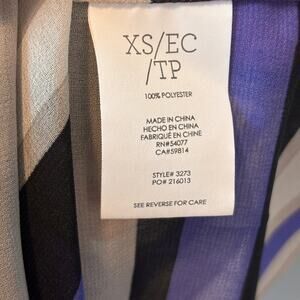 XS/EC
/TP
100% POLYESTER
MADE IN CHINA
HECHO EN CHINA
FABRIQUÉ EN CHINE
RN#54077
CA#59814
STYLE# 3273
PO# 216013
SEE REVERSE FOR CARE